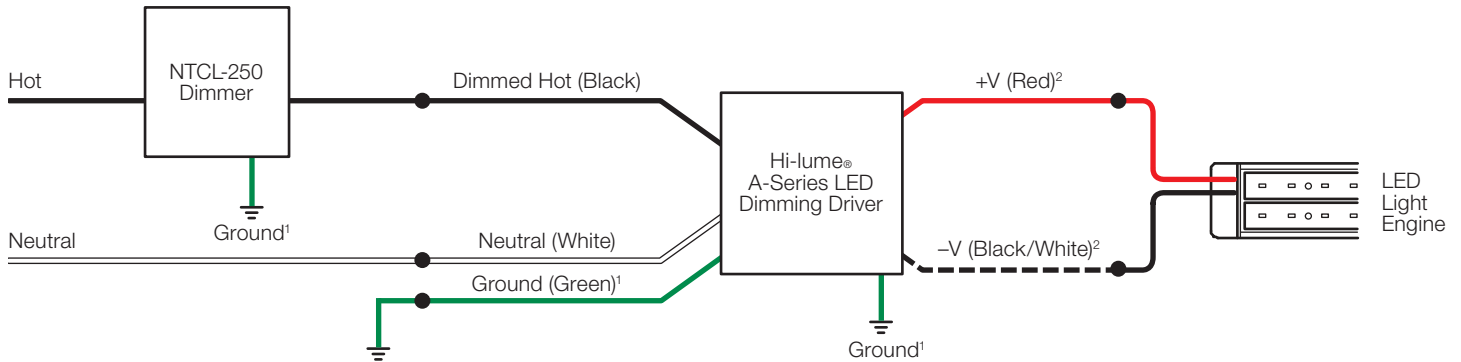 Hot
NTCL-250
Dimmer
Dimmed Hot (Black)
+V (Red)²
Hi-lume®
A-Series LED
Dimming Driver
LED
Light
Engine
Ground¹
Neutral
Neutral (White)
–V (Black/White)²
Ground (Green)¹
Ground¹